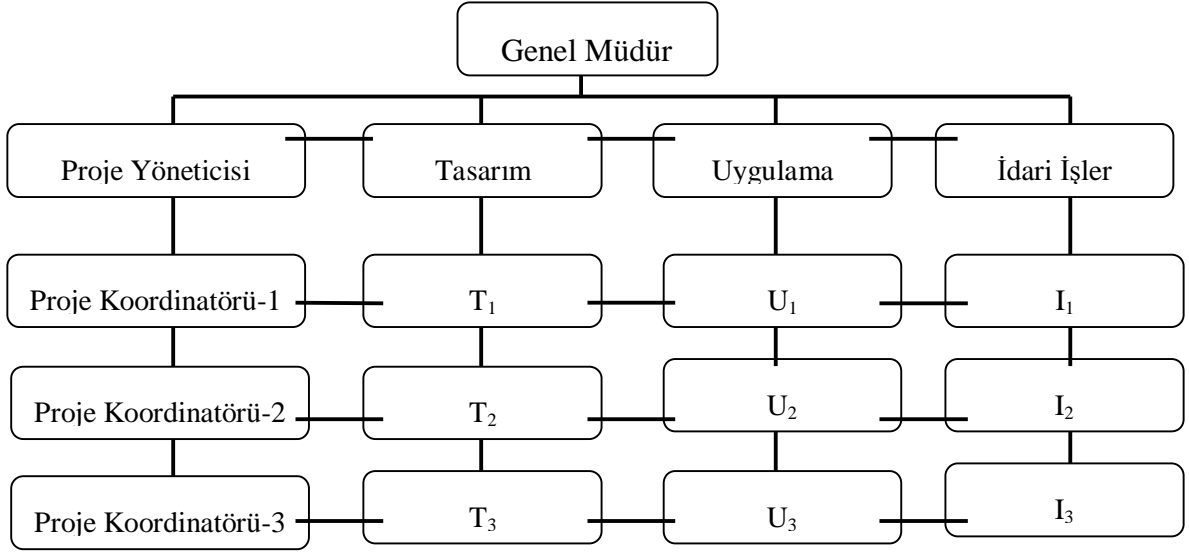 Genel Müdür
Proje Yöneticisi
Tasarım
Uygulama
İdari İşler
Proje Koordinatörü-1
T₁
U₁
I₁
Proje Koordinatörü-2
T₂
U₂
I₂
Proje Koordinatörü-3
T₃
U₃
I₃